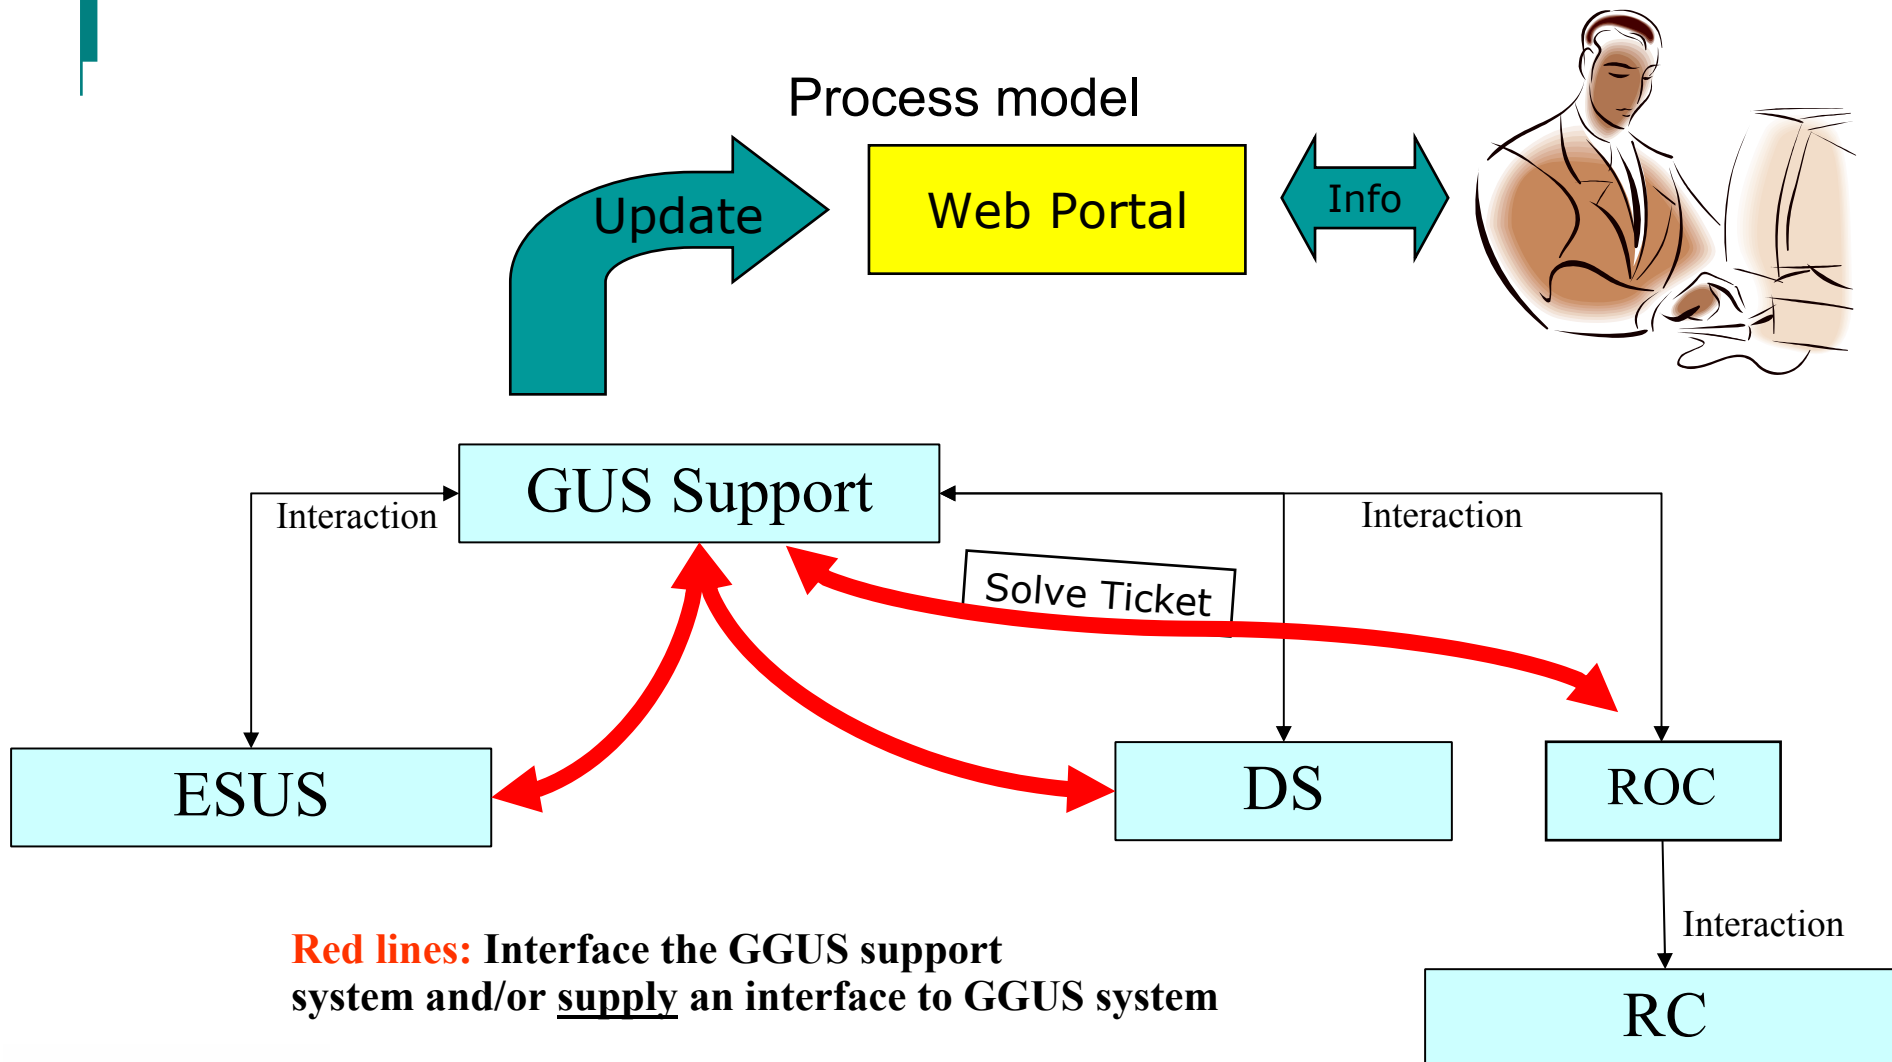 Process model
Update
Web Portal
Info
GUS Support
Interaction
Interaction
Solve Ticket
ESUS
DS
ROC
Interaction
Red lines: Interface the GGUS support
system and/or supply an interface to GGUS system
RC